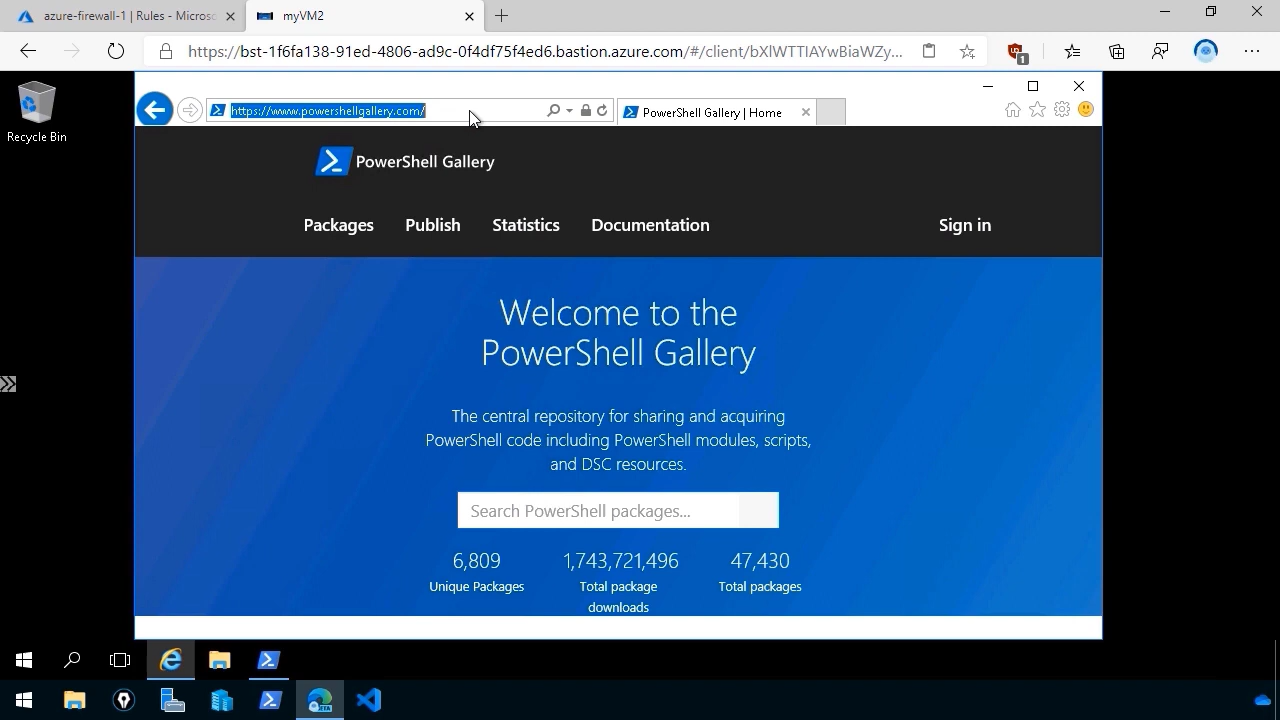 azure-firewall-1 | Rules - Micros
myVM2
https://bst-1f6fa138-91ed-4806-ad9c-0f4df75f4ed6.bastion.azure.com/#/client/bXlWTTIAYwBiaWZy...
1
Recycle Bin
https://www.powershellgallery.com/
PowerShell Gallery | Home
PowerShell Gallery
Packages
Publish
Statistics
Documentation
Sign in
Welcome to the
PowerShell Gallery
The central repository for sharing and acquiring
PowerShell code including PowerShell modules, scripts,
and DSC resources.
Search PowerShell packages...
6,809
1,743,721,496
47,430
Unique Packages
Total package
downloads
Total packages